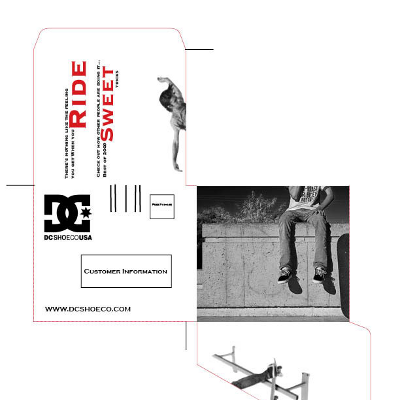 THERE'S NOTHING LIKE THE FEELING
YOU GET WHEN YOU RIDE
CHECK OUT HOW OTHER PEOPLE ARE DOING IT...
BEST OF 2008 SWEET
TRICKS
DC
DCSHOECOUSA
CUSTOMER INFORMATION
WWW.DCSHOECO.COM